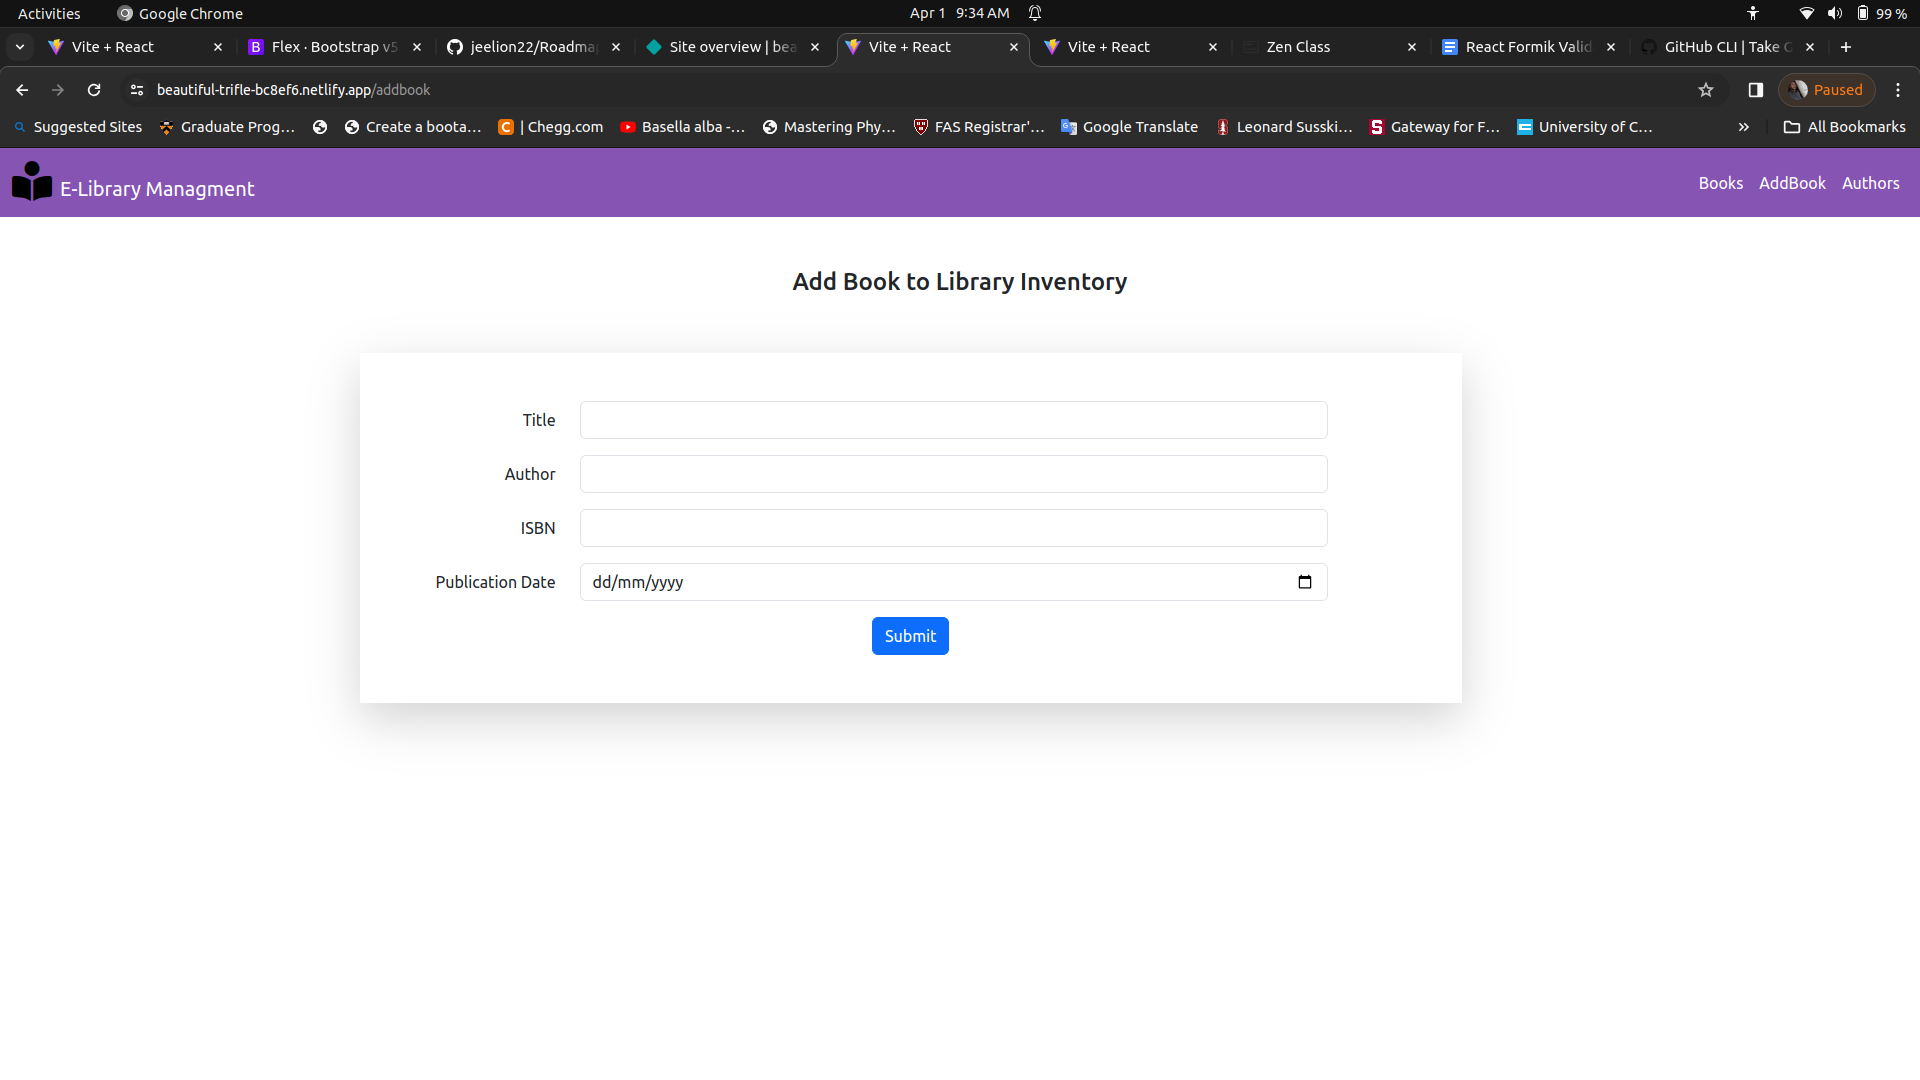 Activities Google Chrome Apr 1 9:34 AM 99 %
Vite + React Flex · Bootstrap v5 jeelion22/Roadma Site overview | bea Vite + React Vite + React Zen Class React Formik Valid GitHub CLI | Take
beautiful-trifle-bc8ef6.netlify.app/addbook Paused
Suggested Sites Graduate Prog... Create a boota... | Chegg.com Basella alba -... Mastering Phy... FAS Registrar'... Google Translate Leonard Susski... Gateway for F... University of C... » All Bookmarks
E-Library Managment Books AddBook Authors
Add Book to Library Inventory
Title
Author
ISBN
Publication Date dd/mm/yyyy
Submit